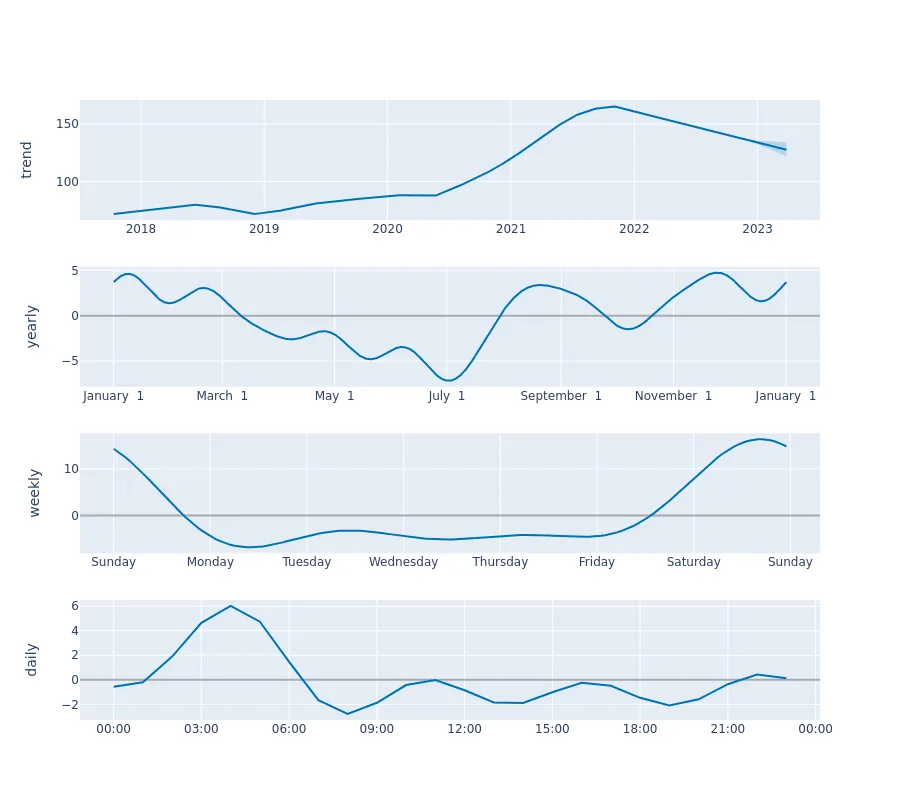 trend
150
100
2018 2019 2020 2021 2022 2023
yearly
5
0
−5
January 1 March 1 May 1 July 1 September 1 November 1 January 1
weekly
10
0
Sunday Monday Tuesday Wednesday Thursday Friday Saturday Sunday
daily
6
4
2
0
−2
00:00 03:00 06:00 09:00 12:00 15:00 18:00 21:00 00:00